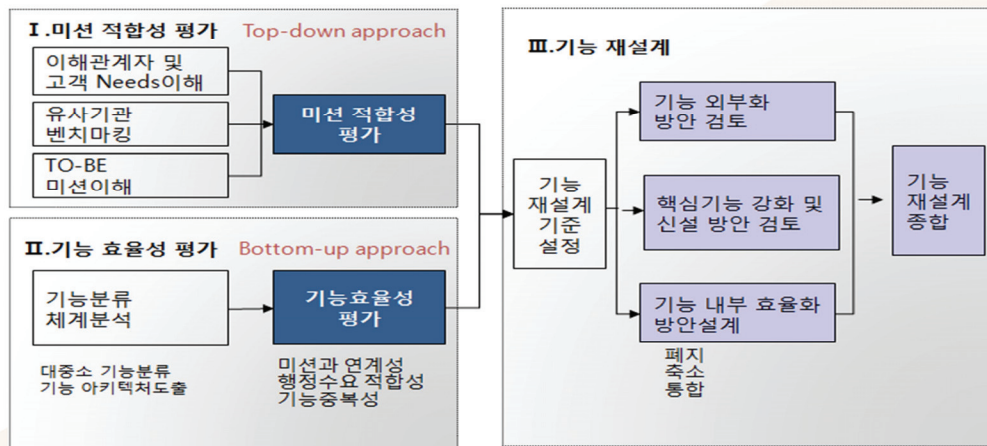 Ⅰ.미션 적합성 평가 Top-down approach
이해관계자 및
고객 Needs이해
유사기관
벤치마킹
TO-BE
미션이해
미션 적합성
평가
Ⅱ.기능 효율성 평가 Bottom-up approach
기능분류
체계분석
대중소 기능분류
기능 아키텍처도출
기능효율성
평가
미션과 연계성
행정수요 적합성
기능중복성
Ⅲ.기능 재설계
기능
재설계
기준
설정
기능 외부화
방안 검토
핵심기능 강화 및
신설 방안 검토
기능 내부 효율화
방안설계
폐지
축소
통합
기능
재설계
종합